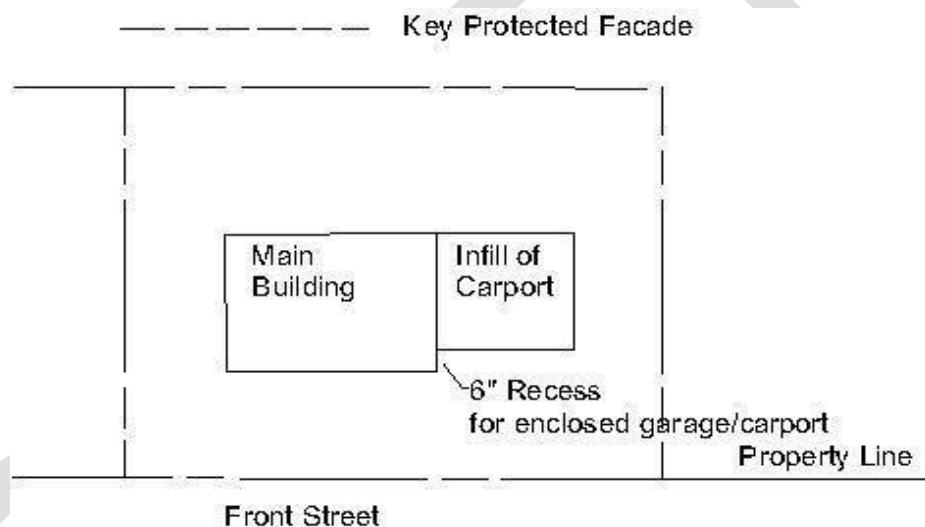 Key Protected Facade
Main
Building
Infill of
Carport
6" Recess
for enclosed garage/carport
Property Line
Front Street